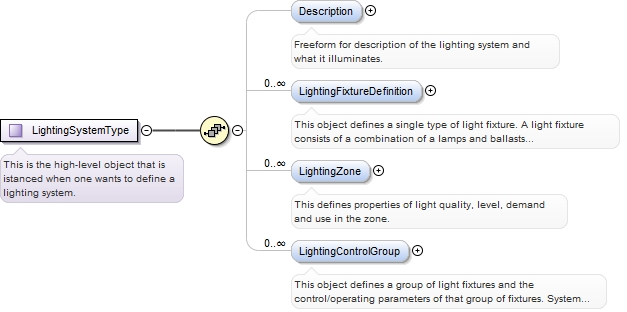 Description
Freeform for description of the lighting system and
what it illuminates.
0..∞
LightingFixtureDefinition
This object defines a single type of light fixture. A light fixture
consists of a combination of a lamps and ballasts...
LightingSystemType
This is the high-level object that is
istanced when one wants to define a
lighting system.
0..∞
LightingZone
This defines properties of light quality, level, demand
and use in the zone.
0..∞
LightingControlGroup
This object defines a group of light fixtures and the
control/operating parameters of that group of fixtures. System...